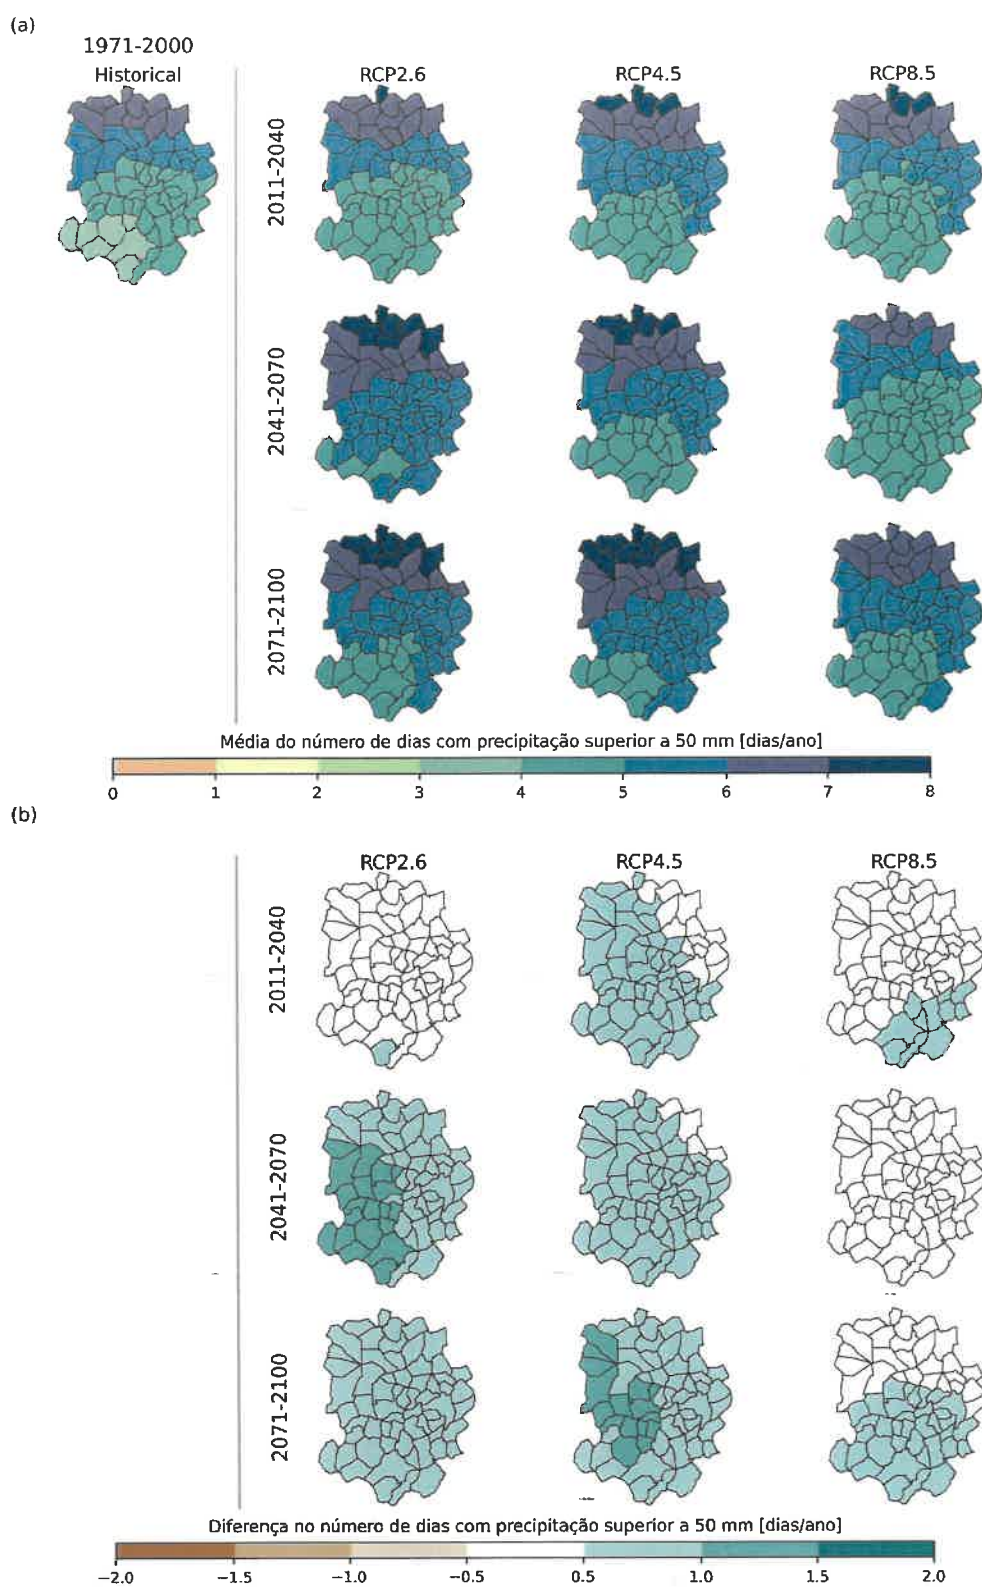 (a)
1971-2000
Historical
RCP2.6
RCP4.5
RCP8.5
2011-2040
2041-2070
2071-2100
Média do número de dias com precipitação superior a 50 mm [dias/ano]
0 1 2 3 4 5 6 7 8
(b)
RCP2.6
RCP4.5
RCP8.5
2011-2040
2041-2070
2071-2100
Diferença no número de dias com precipitação superior a 50 mm [dias/ano]
−2.0 −1.5 −1.0 −0.5 0.5 1.0 1.5 2.0